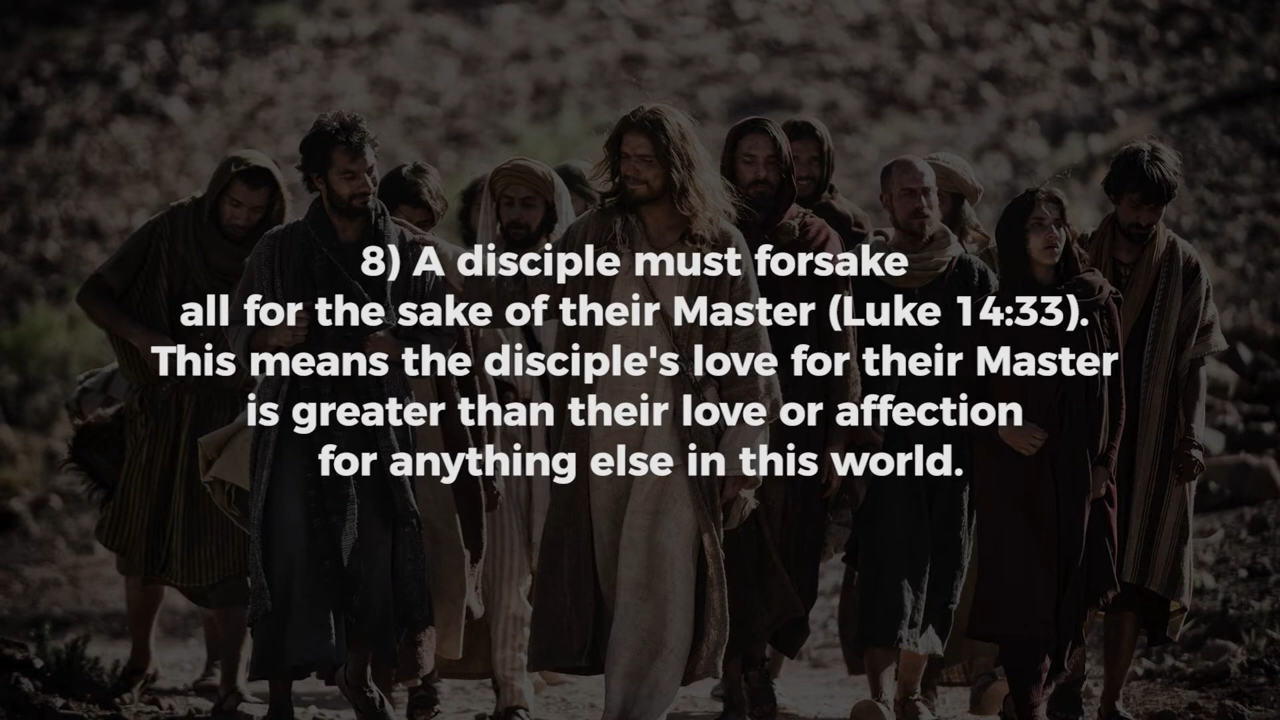 8) A disciple must forsake
all for the sake of their Master (Luke 14:33).
This means the disciple's love for their Master
is greater than their love or affection
for anything else in this world.